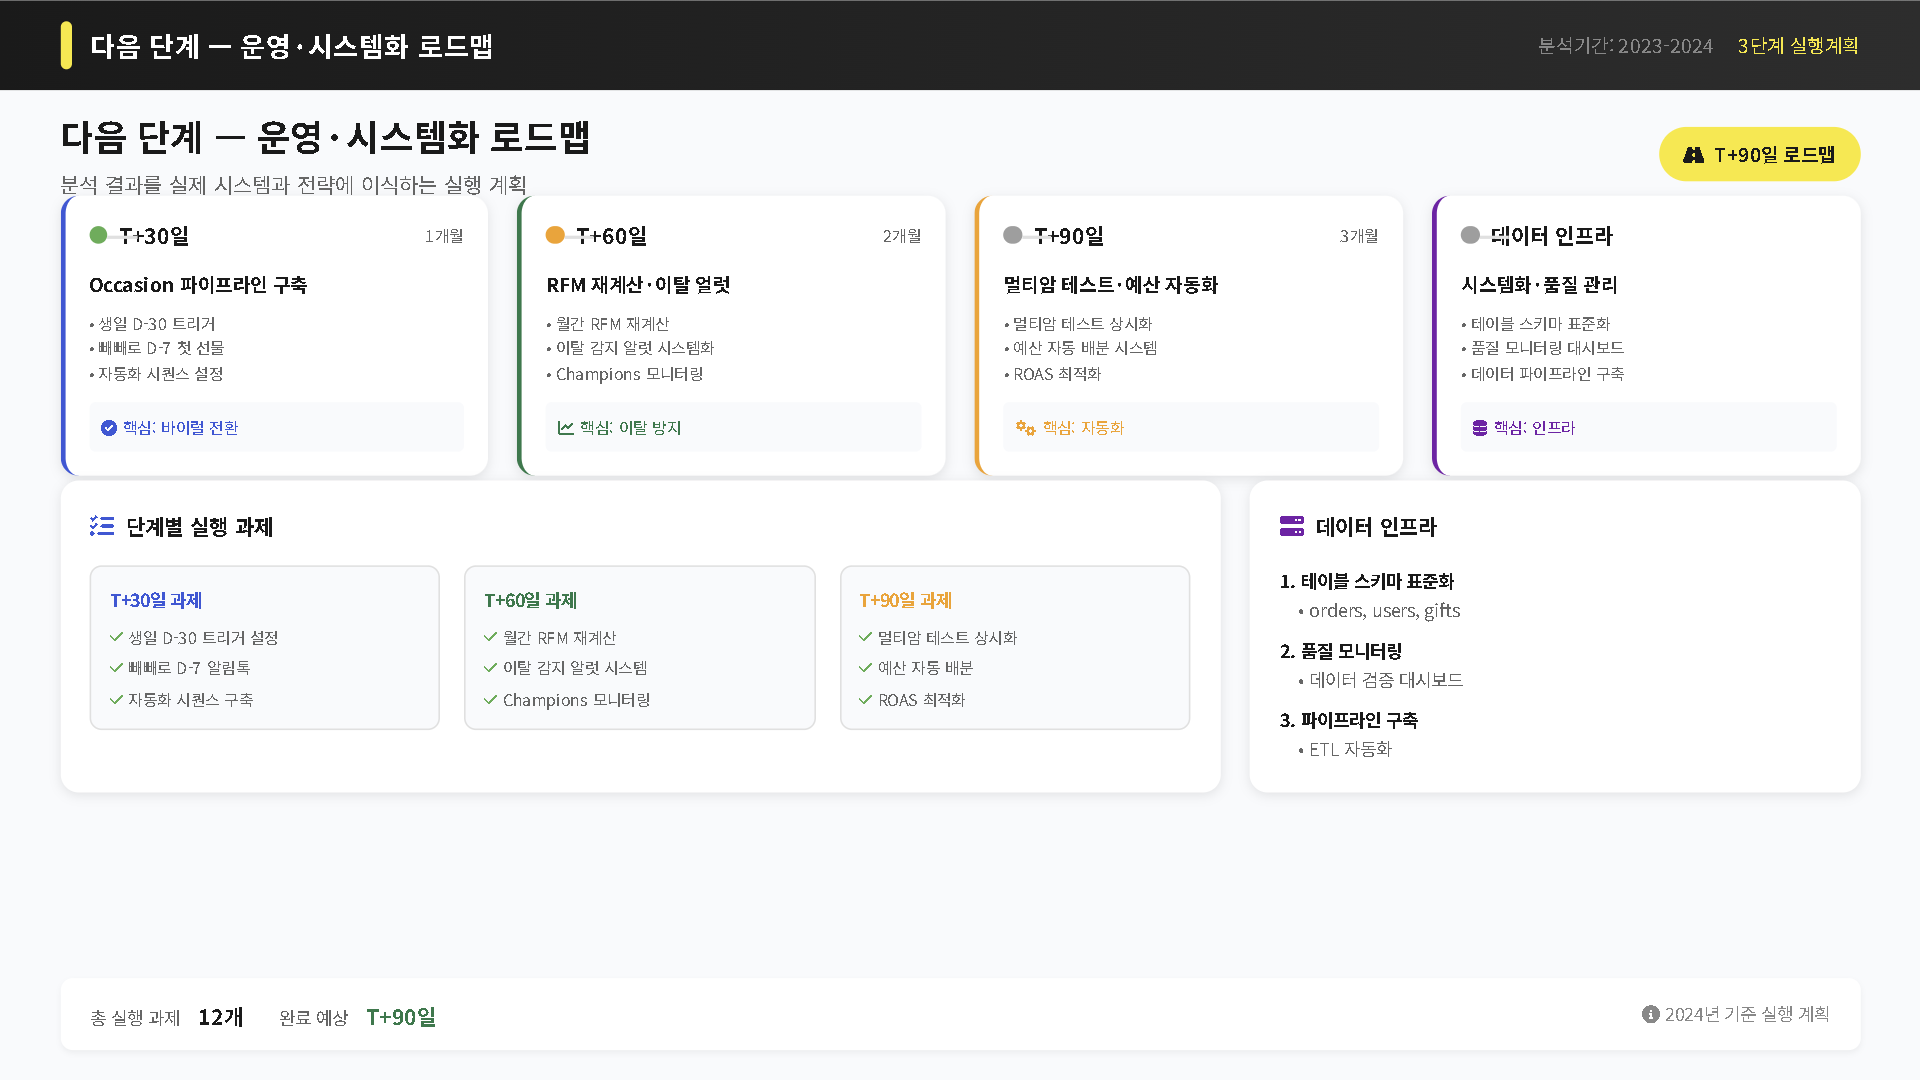 다음 단계 — 운영·시스템화 로드맵
분석기간: 2023-2024
3단계 실행계획
다음 단계 — 운영·시스템화 로드맵
분석 결과를 실제 시스템과 전략에 이식하는 실행 계획
T+90일 로드맵
T+30일
1개월
Occasion 파이프라인 구축
• 생일 D-30 트리거
• 빼빼로 D-7 첫 선물
• 자동화 시퀀스 설정
핵심: 바이럴 전환
T+60일
2개월
RFM 재계산·이탈 얼럿
• 월간 RFM 재계산
• 이탈 감지 알럿 시스템화
• Champions 모니터링
핵심: 이탈 방지
T+90일
3개월
멀티암 테스트·예산 자동화
• 멀티암 테스트 상시화
• 예산 자동 배분 시스템
• ROAS 최적화
핵심: 자동화
데이터 인프라
시스템화·품질 관리
• 테이블 스키마 표준화
• 품질 모니터링 대시보드
• 데이터 파이프라인 구축
핵심: 인프라
단계별 실행 과제
T+30일 과제
생일 D-30 트리거 설정
빼빼로 D-7 알림톡
자동화 시퀀스 구축
T+60일 과제
월간 RFM 재계산
이탈 감지 알럿 시스템
Champions 모니터링
T+90일 과제
멀티암 테스트 상시화
예산 자동 배분
ROAS 최적화
데이터 인프라
1. 테이블 스키마 표준화
• orders, users, gifts
2. 품질 모니터링
• 데이터 검증 대시보드
3. 파이프라인 구축
• ETL 자동화
총 실행 과제 12개
완료 예상 T+90일
2024년 기준 실행 계획